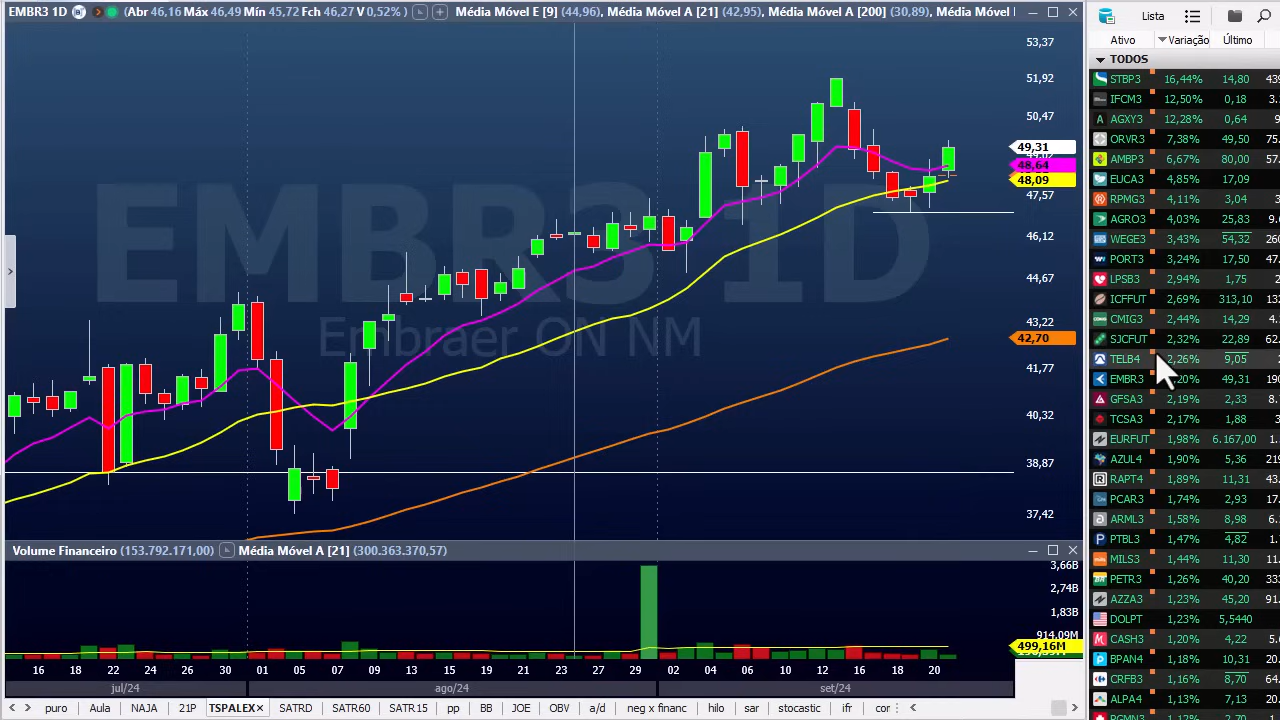 EMBR3 1D (Abr 46,16 Máx 46,49 Mín 45,72 Fch 46,27 V 0,52% ) Média Móvel E [9] (44,96), Média Móvel A [21] (42,95), Média Móvel A [200] (30,89), Média Móvel
EMBR3 1D
Embraer ON NM
53,37
51,92
50,47
49,31
48,64
48,09
47,57
46,12
44,67
43,22
42,70
41,77
40,32
38,87
37,42
Volume Financeiro (153.792.171,00) Média Móvel A [21] (300.363.370,57)
3,66B
2,74B
1,83B
914,09M
499,16M
16 18 22 24 26 30 01 05 07 09 13 15 19 21 23 27 29 02 04 06 10 12 16 18 20
jul/24 ago/24 set/24
puro Aula NAJA 21P TSPALEX SATRD SATR60 SATR15 pp BB JOE OBV a/d neg x financ hilo sar stocastic ifr
Lista
Ativo Variação Último
TODOS
STBP3 16,44% 14,80
IFCM3 12,50% 0,18
AGXY3 12,28% 0,64
ORVR3 7,38% 49,50
AMBP3 6,67% 80,00
EUCA3 4,85% 17,09
RPMG3 4,11% 3,04
AGRO3 4,03% 25,83
WEGE3 3,43% 54,32
PORT3 3,24% 17,50
LPSB3 2,94% 1,75
ICFFUT 2,69% 313,10
CMIG3 2,44% 14,29
SJCFUT 2,32% 22,89
TELB4 2,26% 9,05
EMBR3 49,31
GFSA3 2,19% 2,33
TCSA3 2,17% 1,88
EURFUT 1,98% 6.167,00
AZUL4 1,90% 5,36
RAPT4 1,89% 11,31
PCAR3 1,74% 2,93
ARML3 1,58% 8,98
PTBL3 1,47% 4,82
MILS3 1,44% 11,30
PETR3 1,26% 40,20
AZZA3 1,23% 45,20
DOLPT 1,23% 5,5440
CASH3 1,20% 4,22
BPAN4 1,18% 10,31
CRFB3 1,16% 8,70
ALPA4 1,13% 7,13